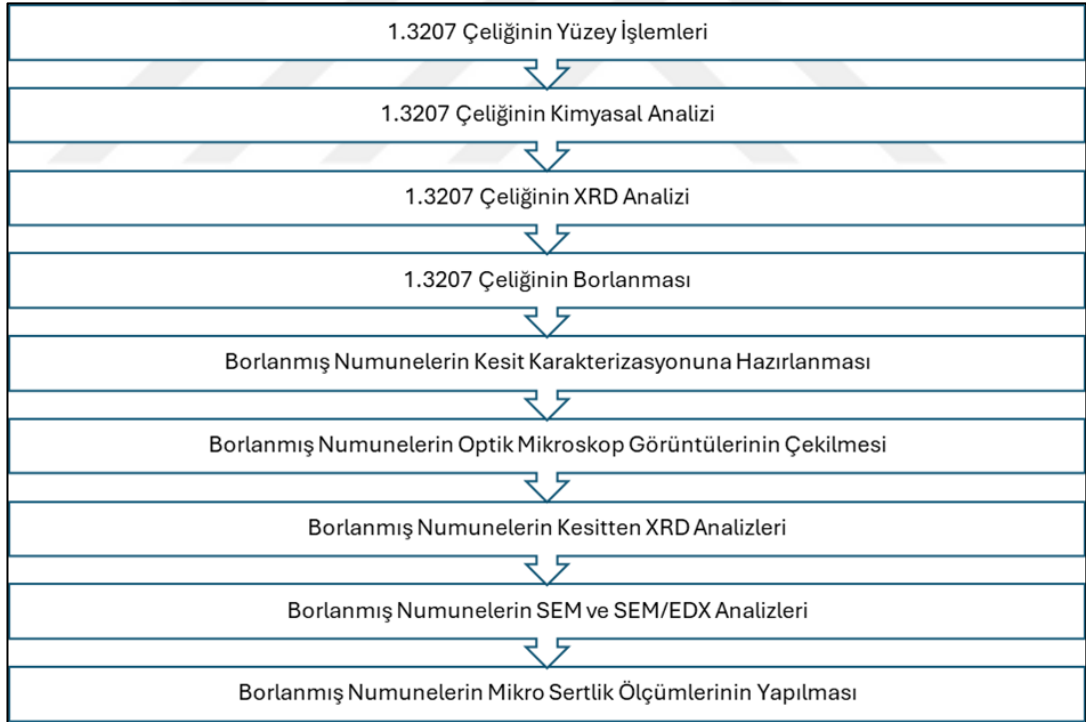 1.3207 Çeliğinin Yüzey İşlemleri
1.3207 Çeliğinin Kimyasal Analizi
1.3207 Çeliğinin XRD Analizi
1.3207 Çeliğinin Borlanması
Borlanmış Numunelerin Kesit Karakterizasyonuna Hazırlanması
Borlanmış Numunelerin Optik Mikroskop Görüntülerinin Çekilmesi
Borlanmış Numunelerin Kesitten XRD Analizleri
Borlanmış Numunelerin SEM ve SEM/EDX Analizleri
Borlanmış Numunelerin Mikro Sertlik Ölçümlerinin Yapılması